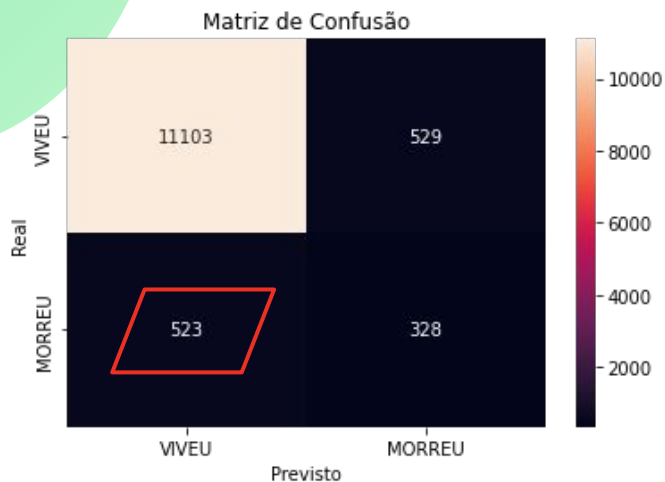 Matriz de Confusão
VIVEU
11103
529
10000
8000
6000
4000
2000
Real
MORREU
523
328
VIVEU
MORREU
Previsto